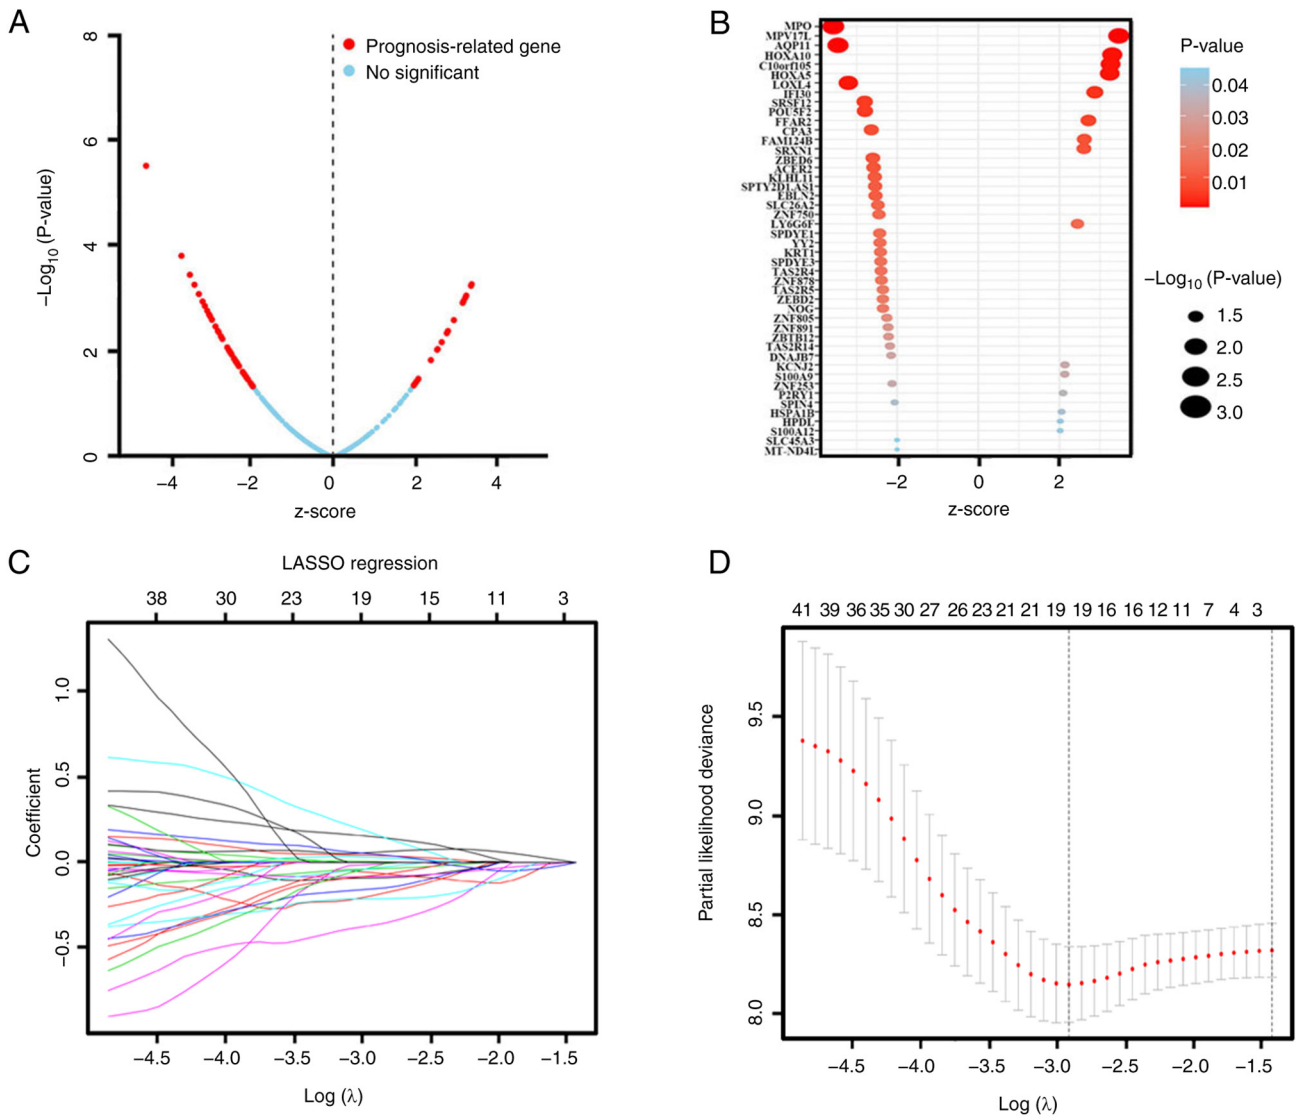 A
8
6
4
2
0
−Log10 (P-value)
Prognosis-related gene
No significant
−4
−2
0
2
4
z-score
B
MPO
MPV17L
AQP11
HOXA10
C10orf105
HOXA5
LOXL4
IFI30
SRSF12
POU5F2
FFAR2
CPA3
FAM124B
SRXN1
ZBED6
ACER2
KLHL11
SPTY2D1-AS1
EBLN2
SLC26A2
ZNF750
LY6G6F
SPDYE1
YY2
KRT1
SPDYE3
TAS2R4
ZNF878
TAS2R5
ZEBD2
NOG
ZNF805
ZNF891
ZBTB12
TAS2R14
DNAJB7
KCNJ2
S100A9
ZNF253
P2RY1
SPIN4
HSPA1B
HPDL
S100A12
SLC45A3
MT-ND4L
−2
0
2
z-score
P-value
0.04
0.03
0.02
0.01
−Log10 (P-value)
1.5
2.0
2.5
3.0
C
LASSO regression
38
30
23
19
15
11
3
Coefficient
1.0
0.5
0.0
−0.5
−4.5
−4.0
−3.5
−3.0
−2.5
−2.0
−1.5
Log (λ)
D
41 39 36 35 30 27 26 23 21 21 19 19 16 16 12 11 7 4 3
Partial likelihood deviance
9.5
9.0
8.5
8.0
−4.5
−4.0
−3.5
−3.0
−2.5
−2.0
−1.5
Log (λ)